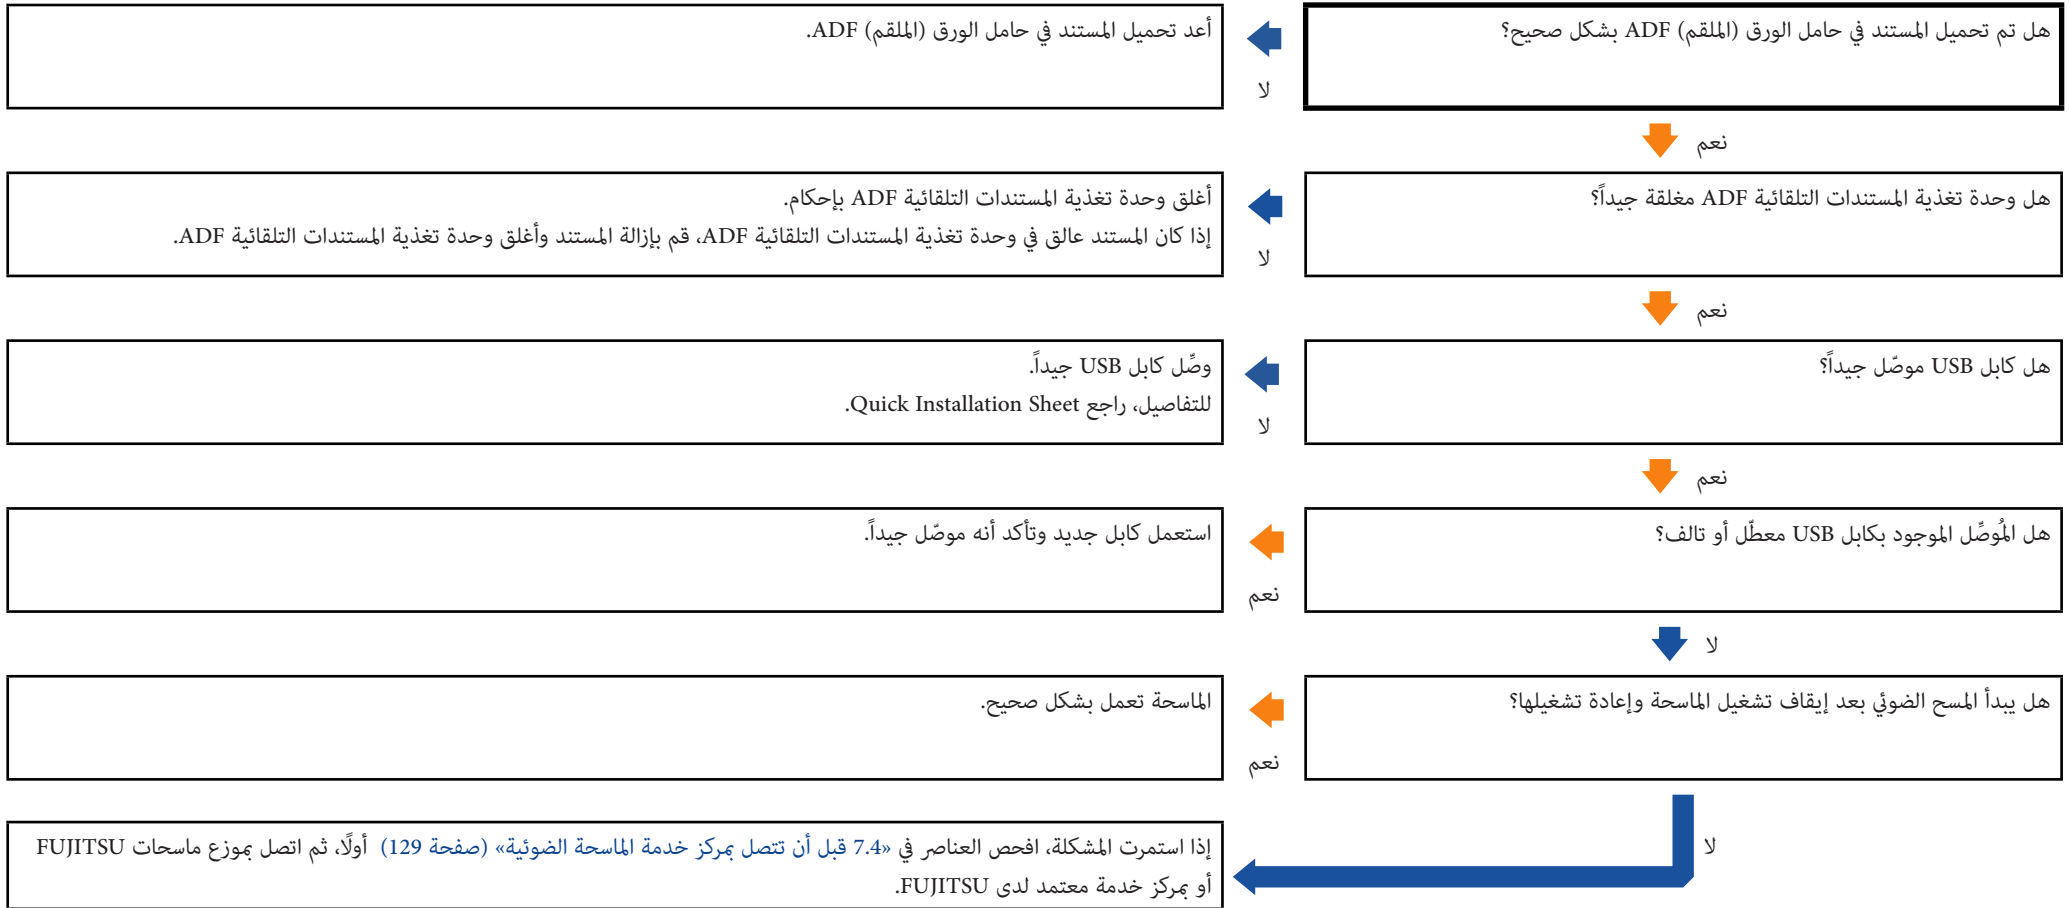 هل تم تحميل المستند في حامل الورق (الملقم) ADF بشكل صحيح؟
لا
أعد تحميل المستند في حامل الورق (الملقم) ADF.
نعم
هل وحدة تغذية المستندات التلقائية ADF مغلقة جيداً؟
لا
أغلق وحدة تغذية المستندات التلقائية ADF بإحكام.
إذا كان المستند عالق في وحدة تغذية المستندات التلقائية ADF، قم بإزالة المستند وأغلق وحدة تغذية المستندات التلقائية ADF.
نعم
هل كابل USB موصّل جيداً؟
لا
وصِّل كابل USB جيداً.
للتفاصيل، راجع Quick Installation Sheet.
نعم
هل المُوصِّل الموجود بكابل USB معطّل أو تالف؟
نعم
استعمل كابل جديد وتأكد أنه موصّل جيداً.
لا
هل يبدأ المسح الضوئي بعد إيقاف تشغيل الماسحة وإعادة تشغيلها؟
نعم
الماسحة تعمل بشكل صحيح.
لا
إذا استمرت المشكلة، افحص العناصر في «7.4 قبل أن تتصل بمركز خدمة الماسحة الضوئية» (صفحة 129) أولًا، ثم اتصل بموزع ماسحات FUJITSU
أو بمركز خدمة معتمد لدى FUJITSU.